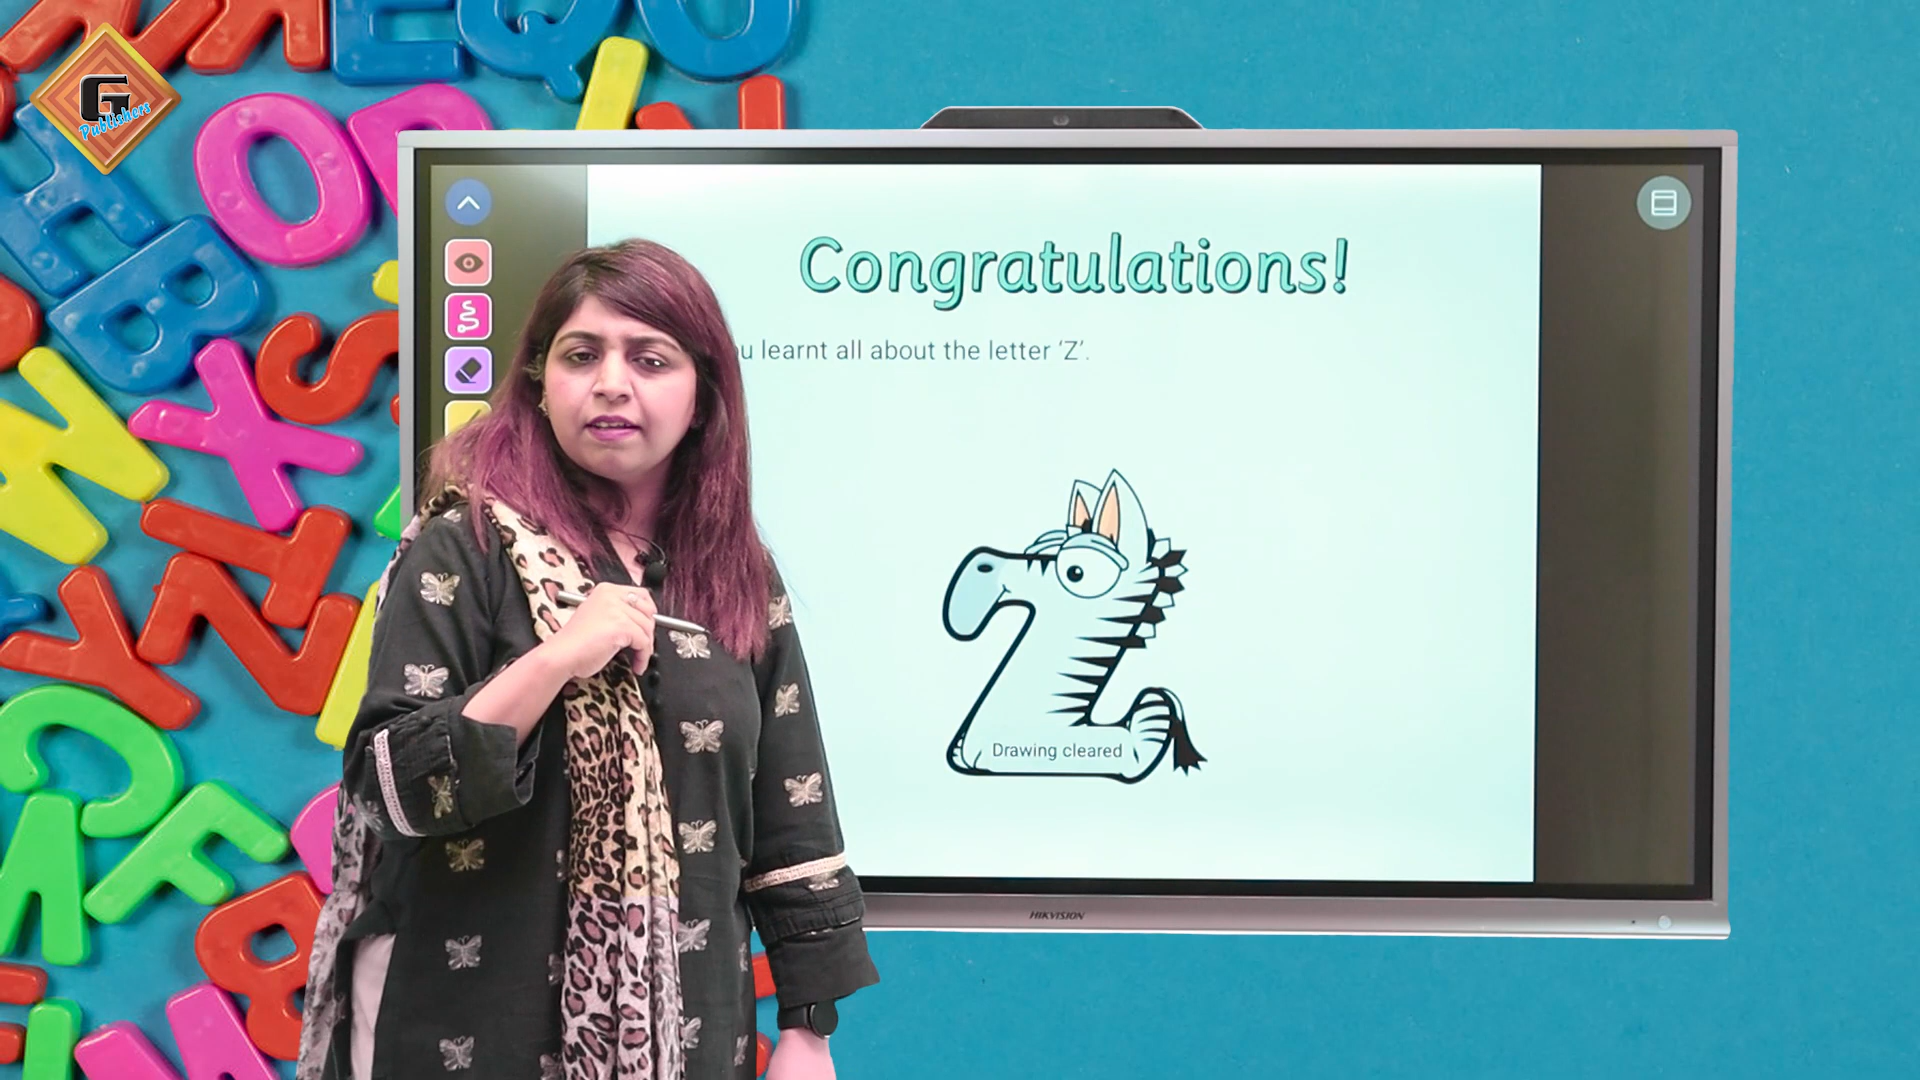 G
Publishers
Congratulations!
learnt all about the letter ‘Z’.
Drawing cleared
HIKVISION